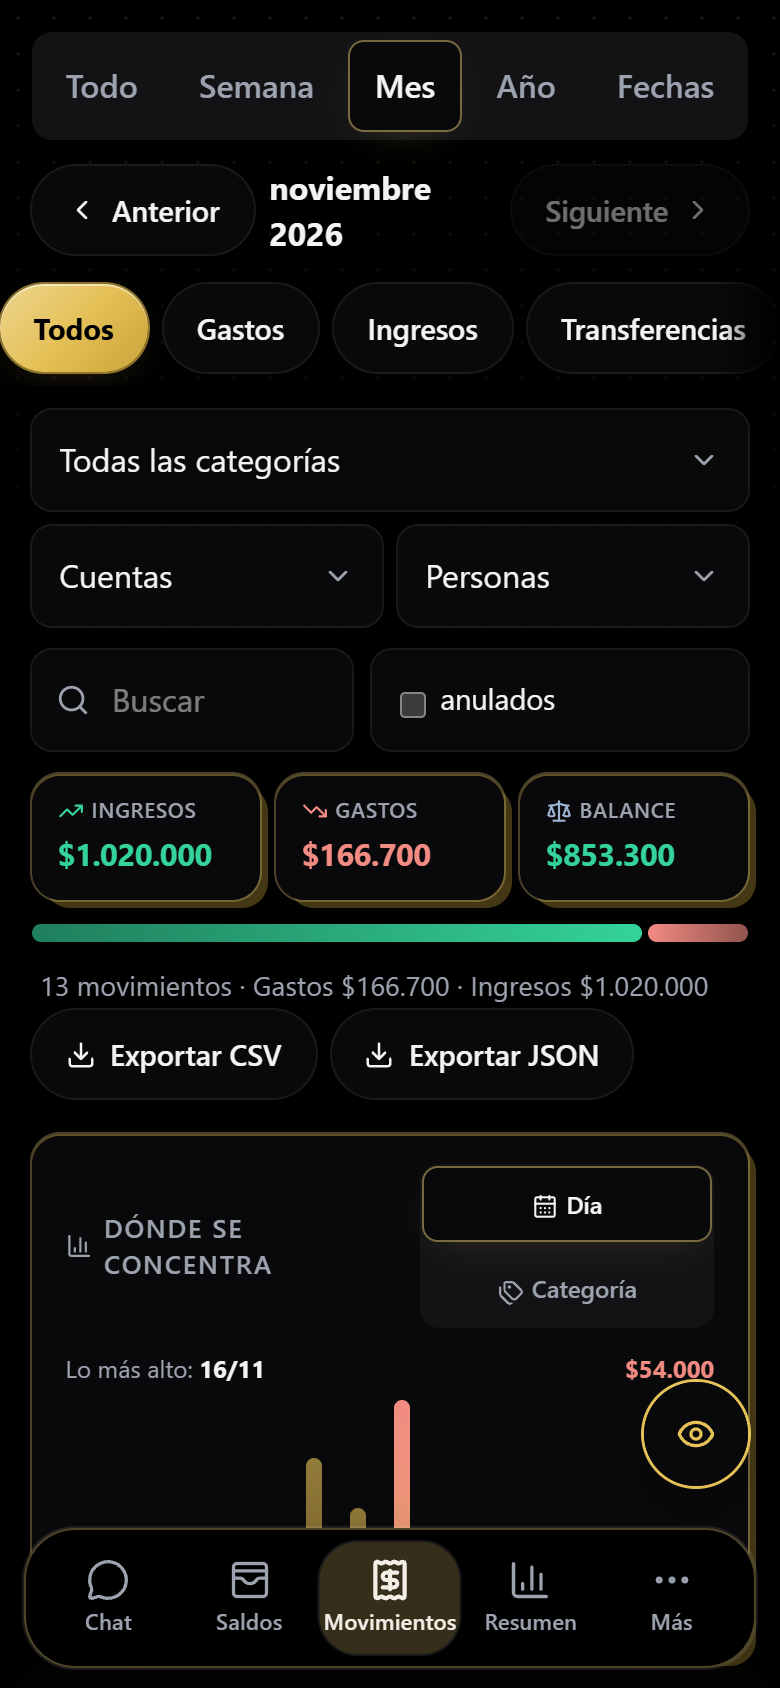 Todo Semana Mes Año Fechas
Anterior noviembre 2026 Siguiente
Todos Gastos Ingresos Transferencias
Todas las categorías
Cuentas Personas
Buscar anulados
INGRESOS GASTOS BALANCE
$1.020.000 $166.700 $853.300
13 movimientos · Gastos $166.700 · Ingresos $1.020.000
Exportar CSV Exportar JSON
DÓNDE SE
CONCENTRA
Día
Categoría
Lo más alto: 16/11 $54.000
Chat Saldos Movimientos Resumen Más